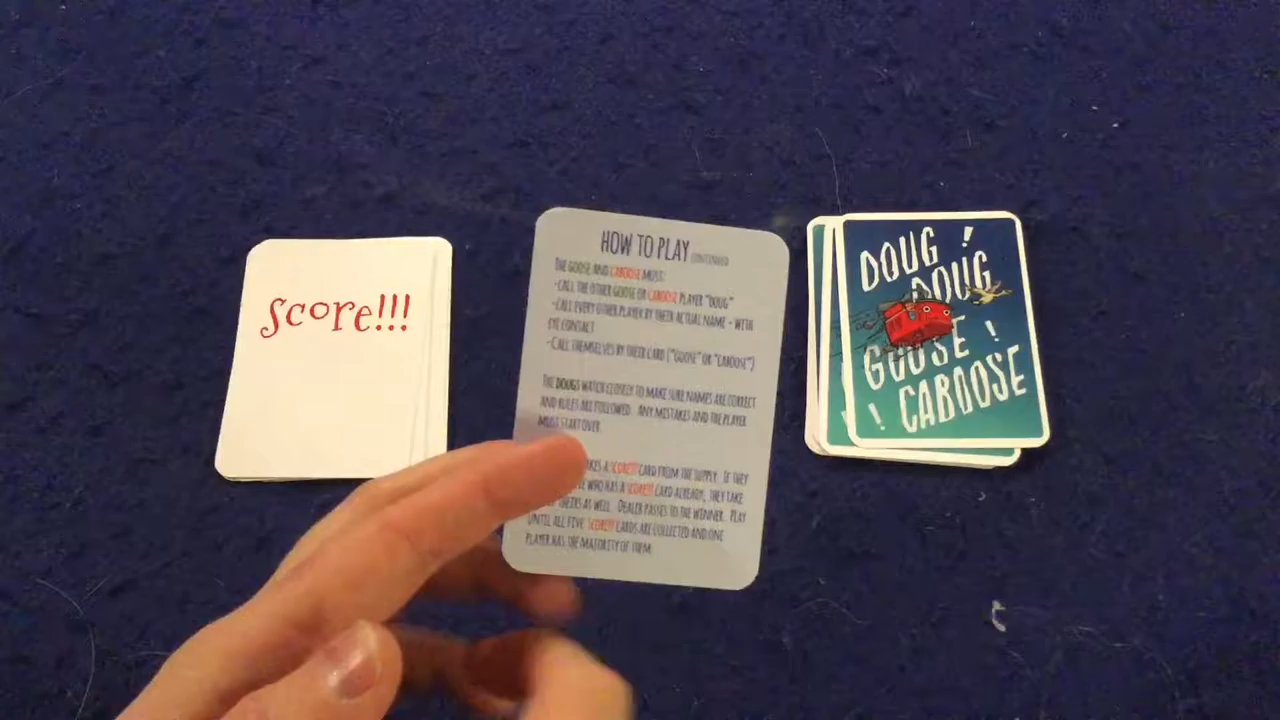 Score!!!
HOW TO PLAY CONTINUED
THE GOOSE AND CABOOSE MUST:
-CALL THE OTHER GOOSE OR CABOOSE PLAYER "DOUG"
-CALL EVERY OTHER PLAYER BY THEIR ACTUAL NAME - WITH
EYE CONTACT
-CALL THEMSELVES BY THEIR CARD ("GOOSE" OR "CABOOSE")
THE DOUGS WATCH CLOSELY TO MAKE SURE NAMES ARE CORRECT
AND RULES ARE FOLLOWED. ANY MISTAKES AND THE PLAYER
MUST START OVER.
A SCORE!!! CARD FROM THE SUPPLY. IF THEY
WHO HAS A SCORE!!! CARD ALREADY, THEY TAKE
THEIRS AS WELL. DEALER PASSES TO THE WINNER. PLAY
UNTIL ALL FIVE SCORE!!! CARDS ARE COLLECTED AND ONE
PLAYER HAS THE MAJORITY OF THEM.
DOUG !
DOUG
GOOSE !
! CABOOSE